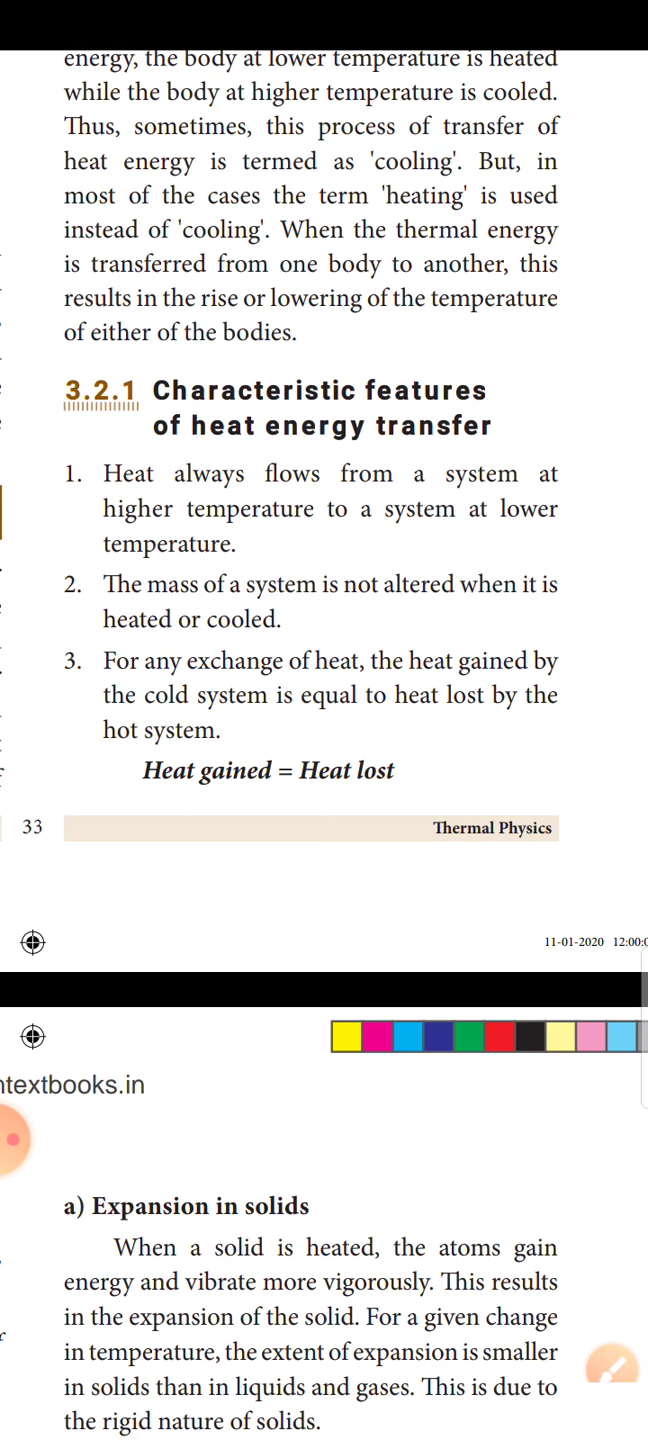 energy, the body at lower temperature is heated
while the body at higher temperature is cooled.
Thus, sometimes, this process of transfer of
heat energy is termed as 'cooling'. But, in
most of the cases the term 'heating' is used
instead of 'cooling'. When the thermal energy
is transferred from one body to another, this
results in the rise or lowering of the temperature
of either of the bodies.
3.2.1 Characteristic features
of heat energy transfer
1. Heat always flows from a system at
higher temperature to a system at lower
temperature.
2. The mass of a system is not altered when it is
heated or cooled.
3. For any exchange of heat, the heat gained by
the cold system is equal to heat lost by the
hot system.
Heat gained = Heat lost
33 Thermal Physics
11-01-2020 12:00:
ntextbooks.in
a) Expansion in solids
When a solid is heated, the atoms gain
energy and vibrate more vigorously. This results
in the expansion of the solid. For a given change
in temperature, the extent of expansion is smaller
in solids than in liquids and gases. This is due to
the rigid nature of solids.